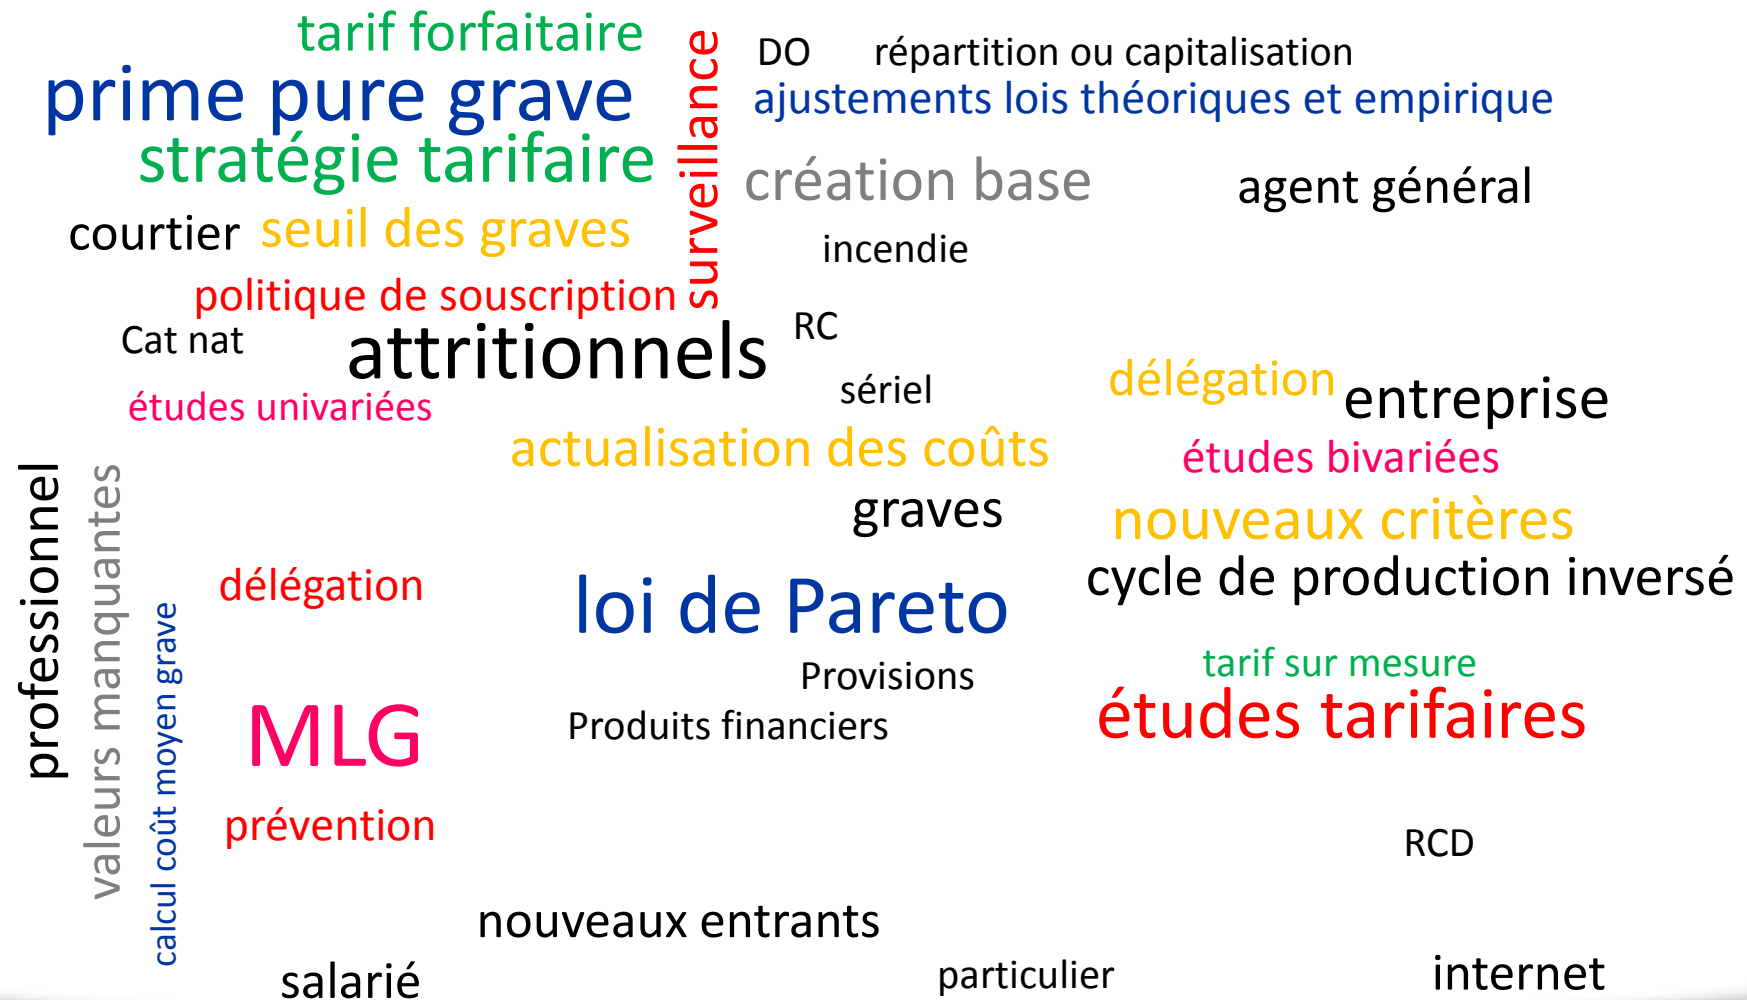 tarif forfaitaire
prime pure grave
stratégie tarifaire
surveillance
DO
répartition ou capitalisation
ajustements lois théoriques et empirique
création base
agent général
courtier
seuil des graves
incendie
politique de souscription
RC
Cat nat
attritionnels
sériel
délégation
entreprise
études univariées
actualisation des coûts
études bivariées
graves
nouveaux critères
professionnel
valeurs manquantes
calcul coût moyen grave
délégation
loi de Pareto
cycle de production inversé
Provisions
tarif sur mesure
MLG
Produits financiers
études tarifaires
prévention
RCD
nouveaux entrants
salarié
particulier
internet